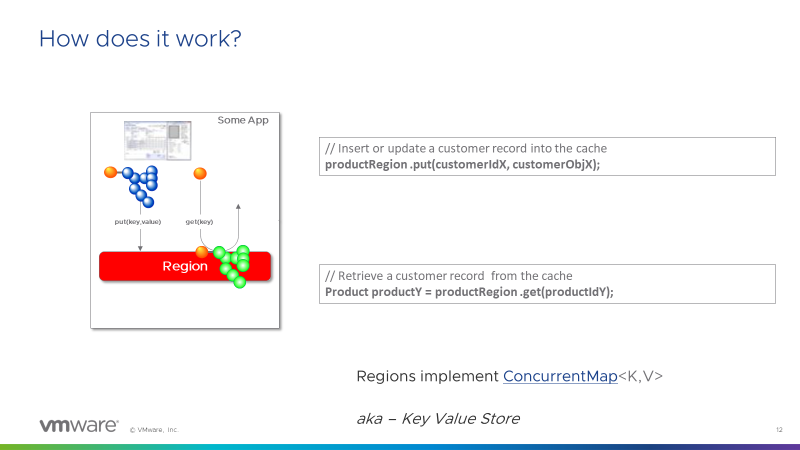 How does it work?
Some App
put(key,value)
get(key)
Region
// Insert or update a customer record into the cache
productRegion .put(customerIdX, customerObjX);
// Retrieve a customer record  from the cache
Product productY = productRegion .get(productIdY);
Regions implement ConcurrentMap<K,V>
aka – Key Value Store
vmware®
© VMware, Inc.
12